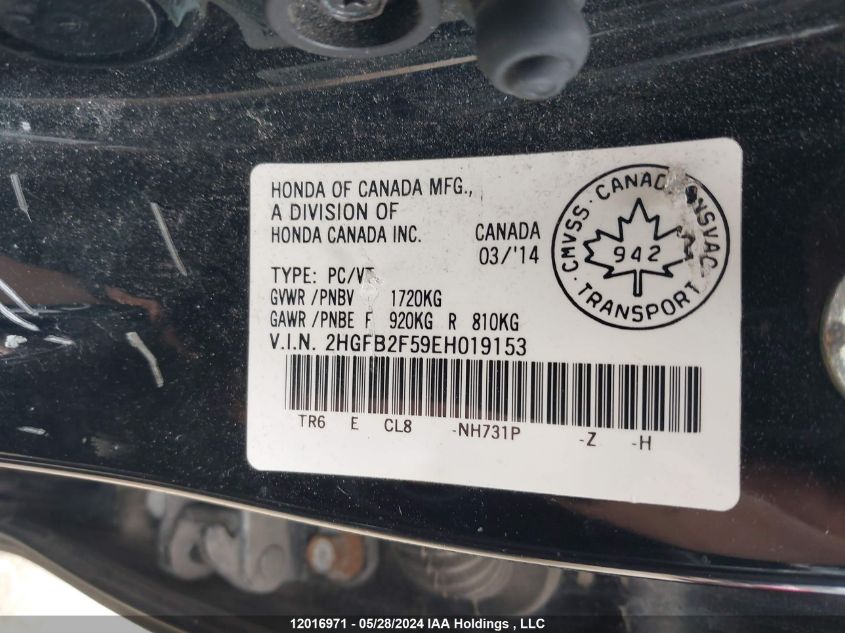 HONDA OF CANADA MFG.,
A DIVISION OF
HONDA CANADA INC.
CANADA
03/'14
TYPE: PC/VT
GVWR/PNBV 1720KG
GAWR/PNBE F 920KG R 810KG
V.I.N. 2HGFB2F59EH019153
TR6 E CL8 -NH731P -Z -H
CMVSS · CANADA NSVAC
942
TRANSPORT
12016971 - 05/28/2024 IAA Holdings , LLC